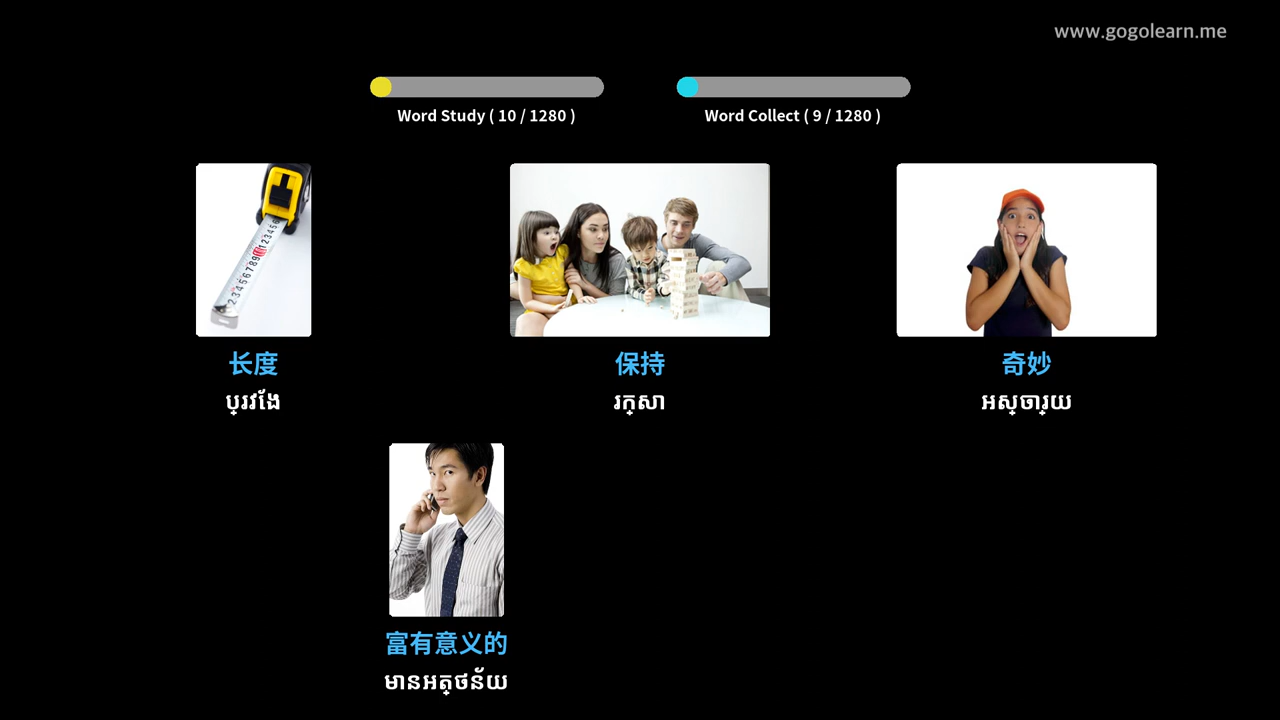 www.gogolearn.me
Word Study ( 10 / 1280 )
Word Collect ( 9 / 1280 )
长度
ប្រវែង
保持
រក្សា
奇妙
អស្ចារ្យ
富有意义的
មានអត្ថន័យ